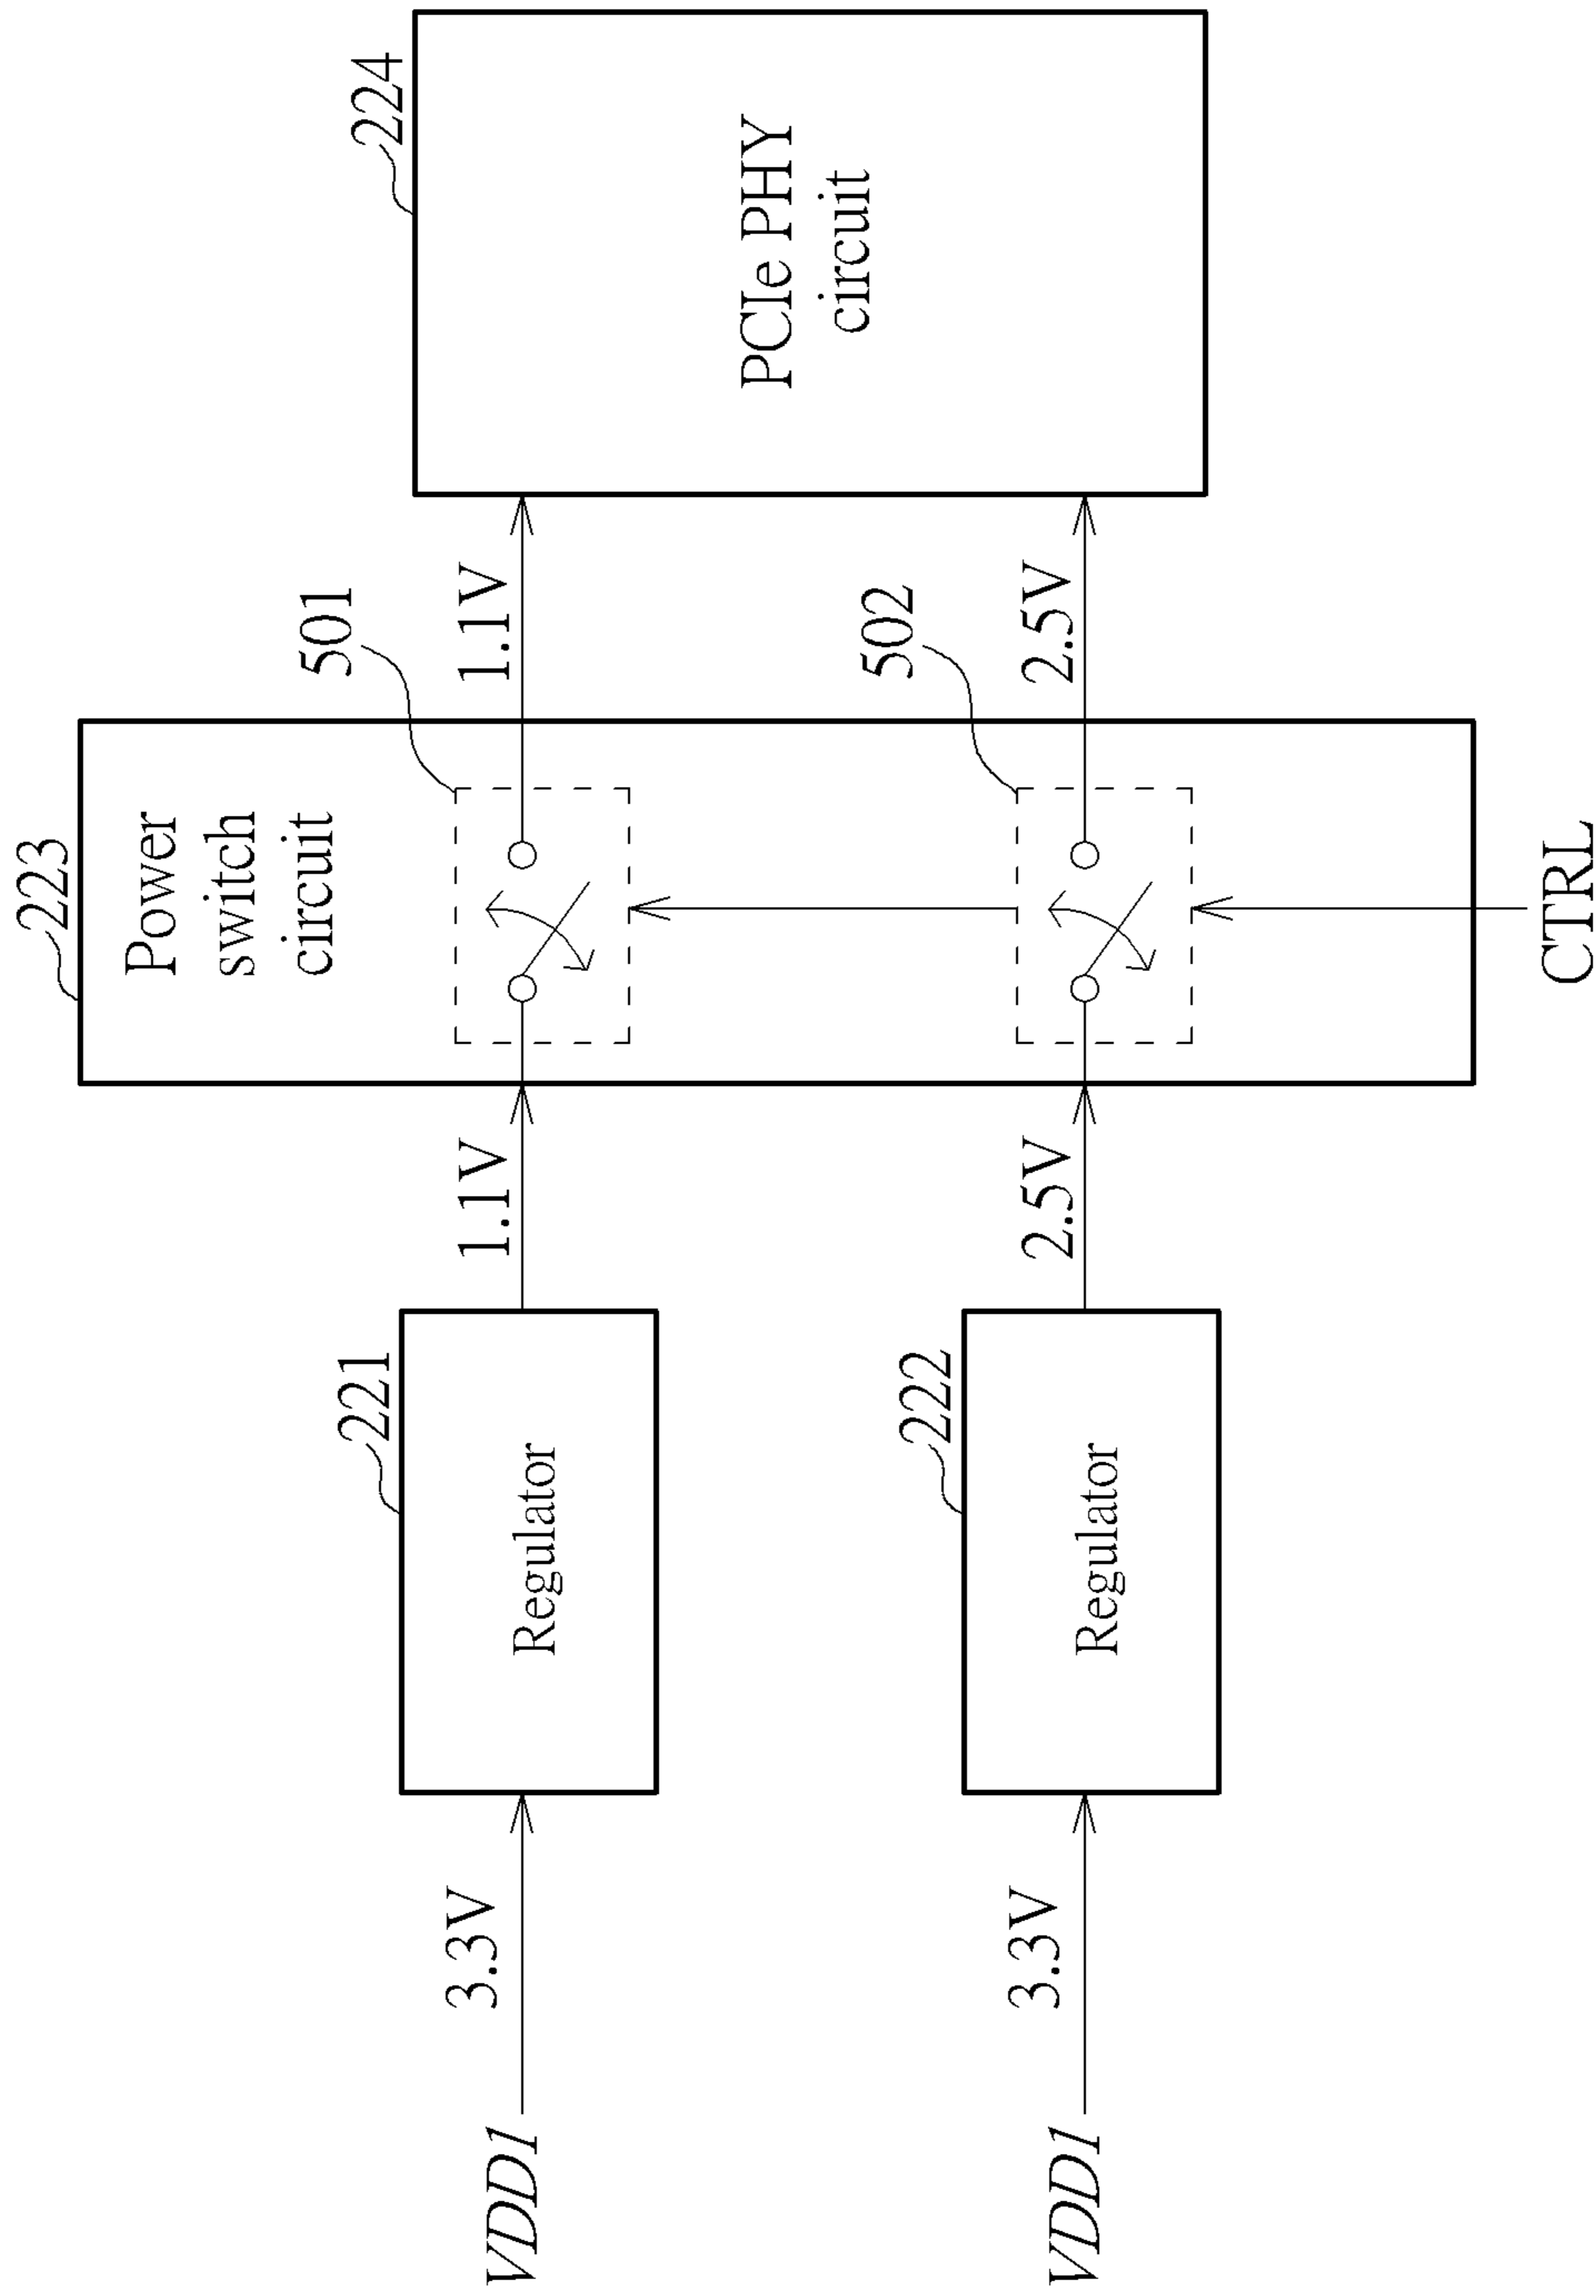 223
Power
switch
circuit
224
221
501
VDD1
3.3V
Regulator
1.1V
1.1V
PCIe PHY
circuit
222
502
VDD1
3.3V
Regulator
2.5V
2.5V
CTRL